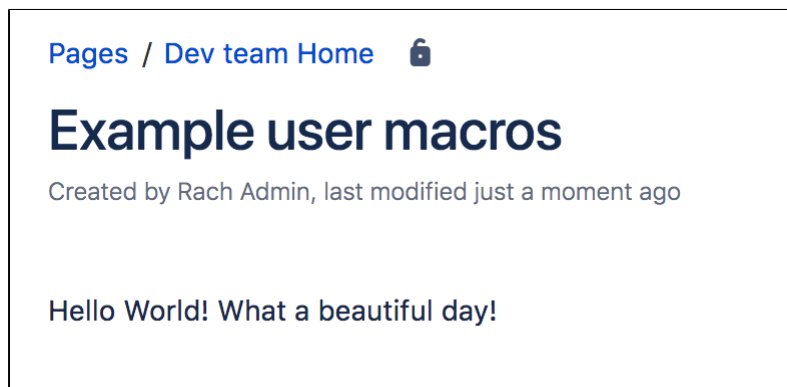 Pages / Dev team Home
Example user macros
Created by Rach Admin, last modified just a moment ago
Hello World! What a beautiful day!